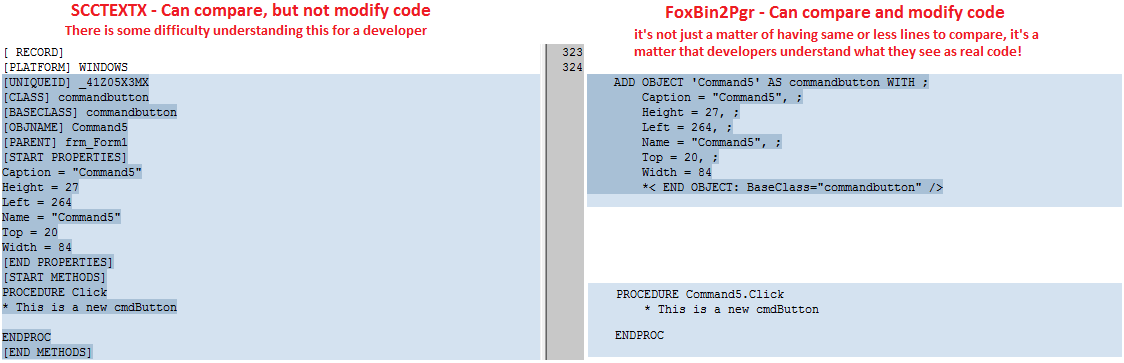 SCCTEXTX - Can compare, but not modify code
There is some difficulty understanding this for a developer
[ RECORD]
[PLATFORM] WINDOWS
[UNIQUEID] _41Z05X3MX
[CLASS] commandbutton
[BASECLASS] commandbutton
[OBJNAME] Command5
[PARENT] frm_Form1
[START PROPERTIES]
Caption = "Command5"
Height = 27
Left = 264
Name = "Command5"
Top = 20
Width = 84
[END PROPERTIES]
[START METHODS]
PROCEDURE Click
* This is a new cmdButton
ENDPROC
[END METHODS]
323
324
FoxBin2Pgr - Can compare and modify code
it's not just a matter of having same or less lines to compare, it's a
matter that developers understand what they see as real code!
ADD OBJECT 'Command5' AS commandbutton WITH ;
Caption = "Command5", ;
Height = 27, ;
Left = 264, ;
Name = "Command5", ;
Top = 20, ;
Width = 84
*< END OBJECT: BaseClass="commandbutton" />
PROCEDURE Command5.Click
* This is a new cmdButton
ENDPROC